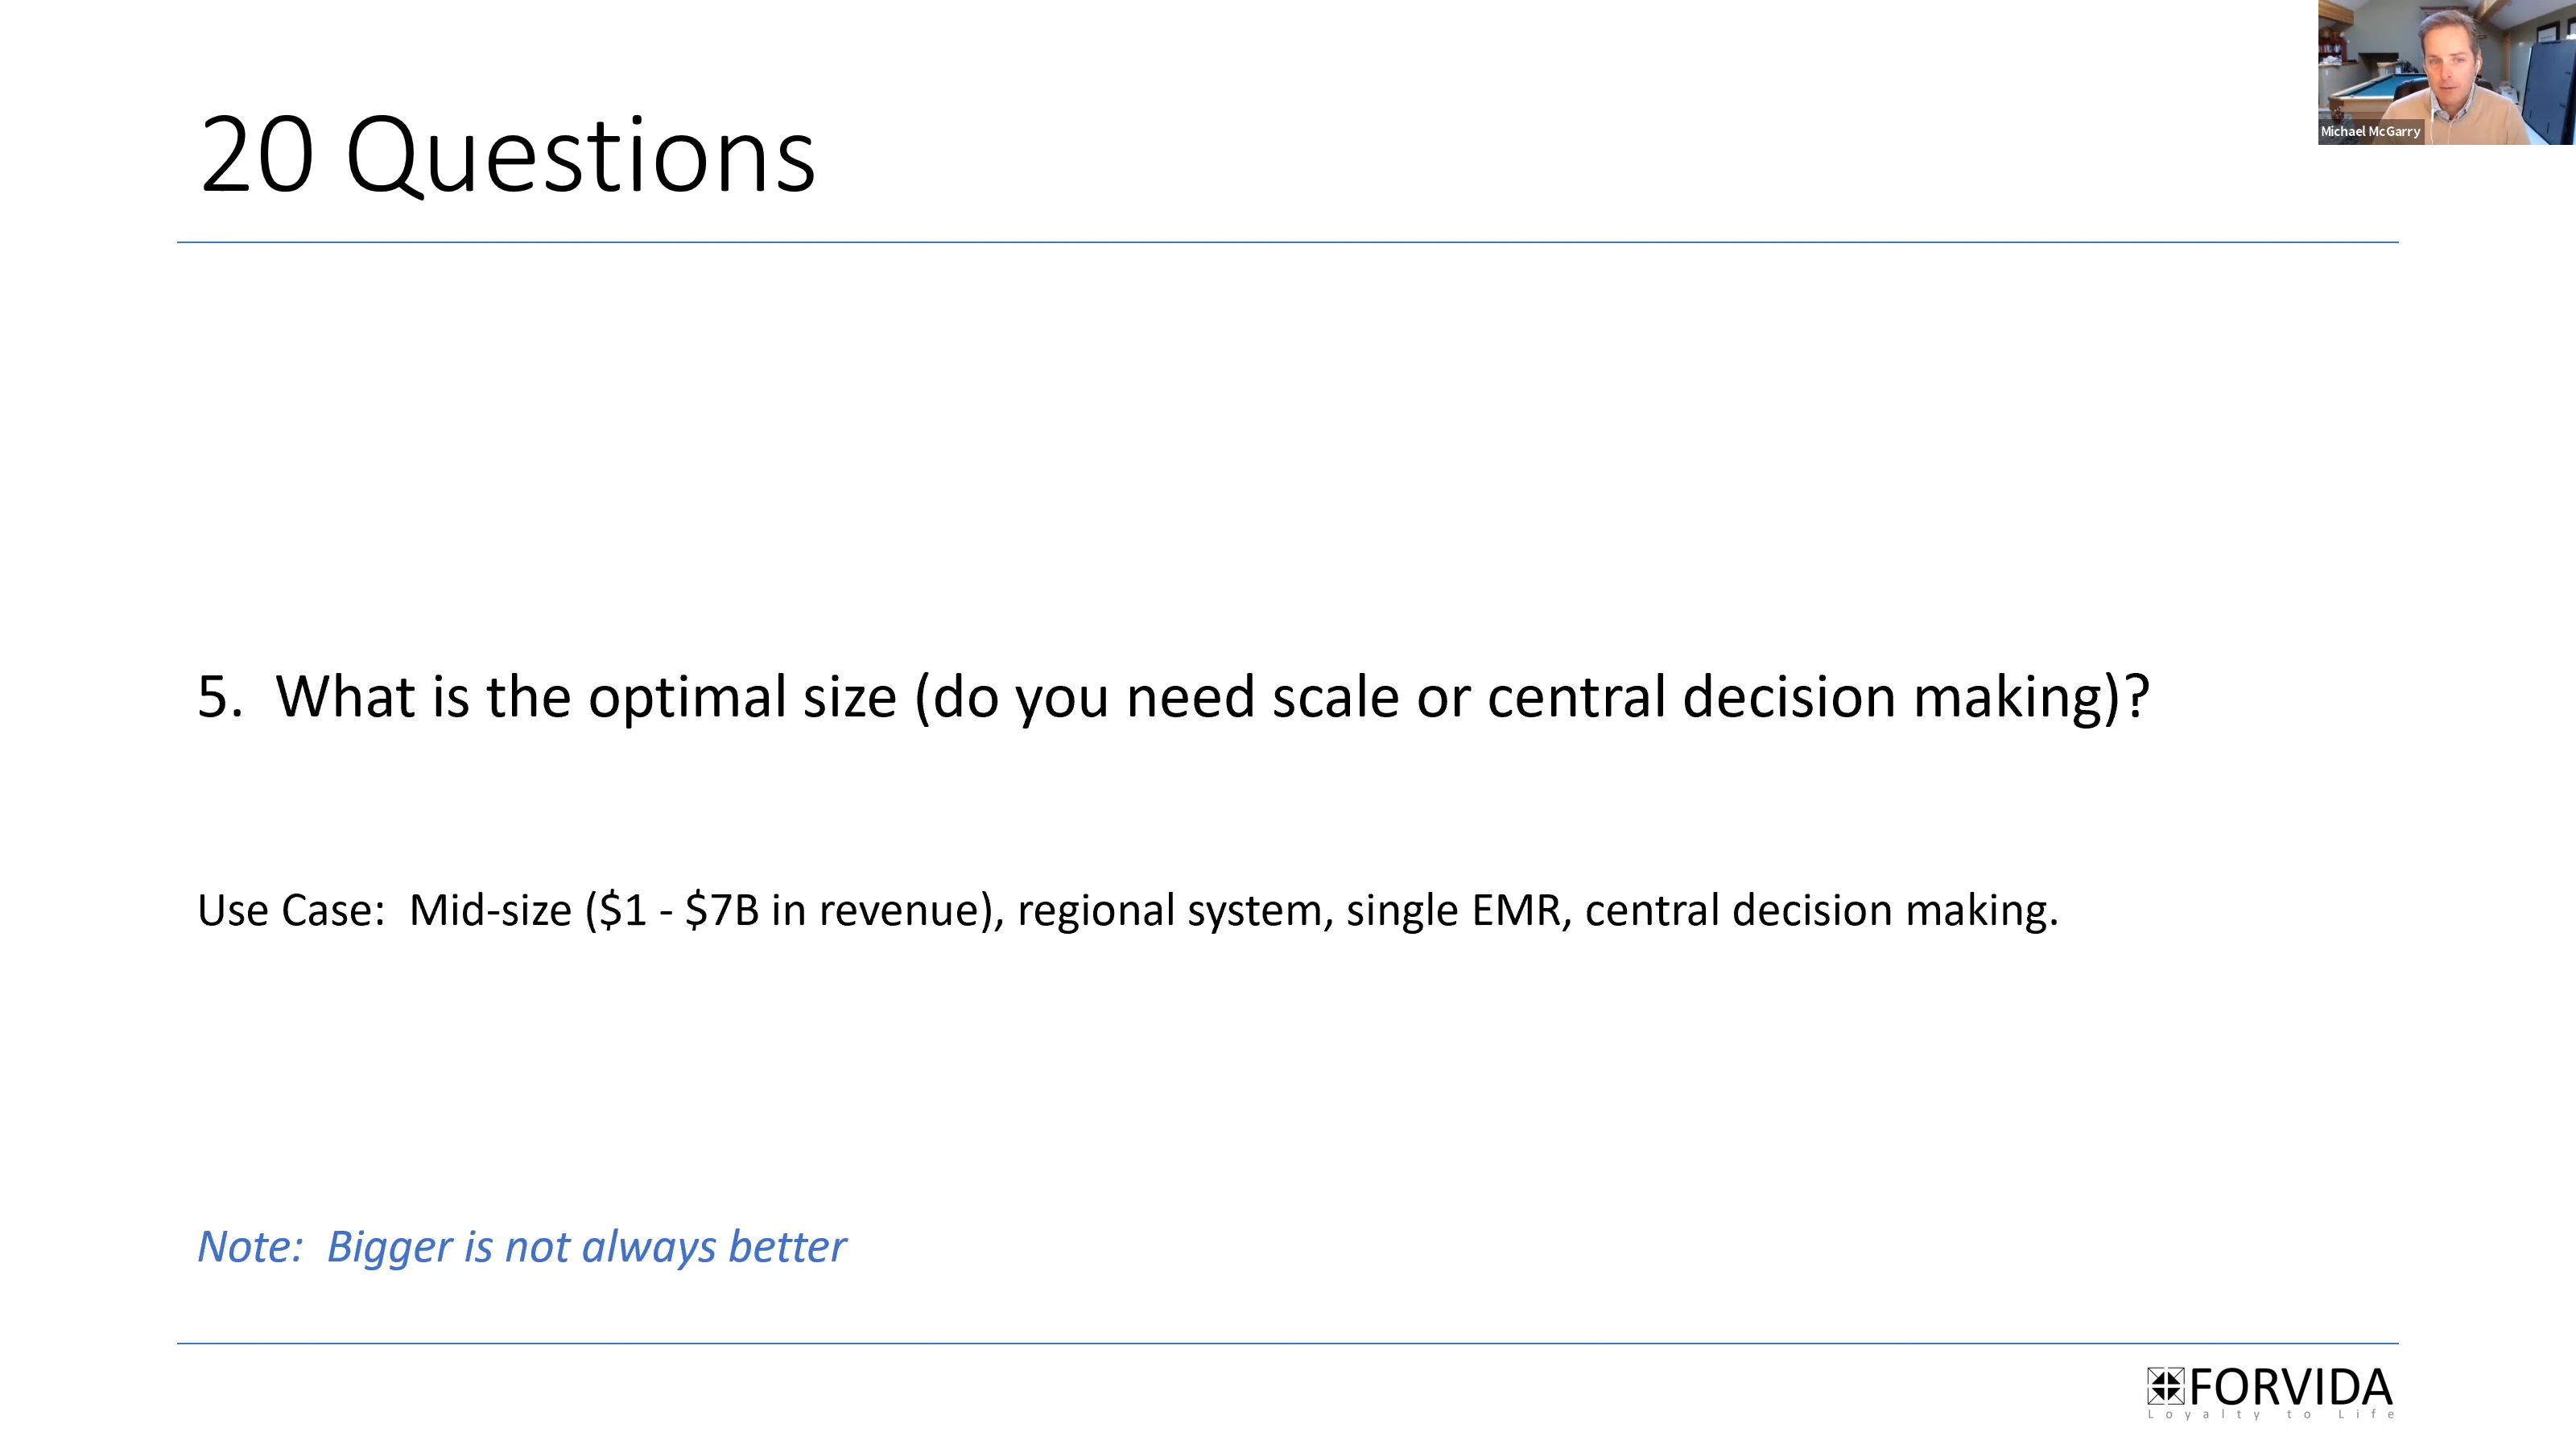 20 Questions
Michael McGarry
5.  What is the optimal size (do you need scale or central decision making)?
Use Case:  Mid-size ($1 - $7B in revenue), regional system, single EMR, central decision making.
Note:  Bigger is not always better
FORVIDA
Loyalty to Life